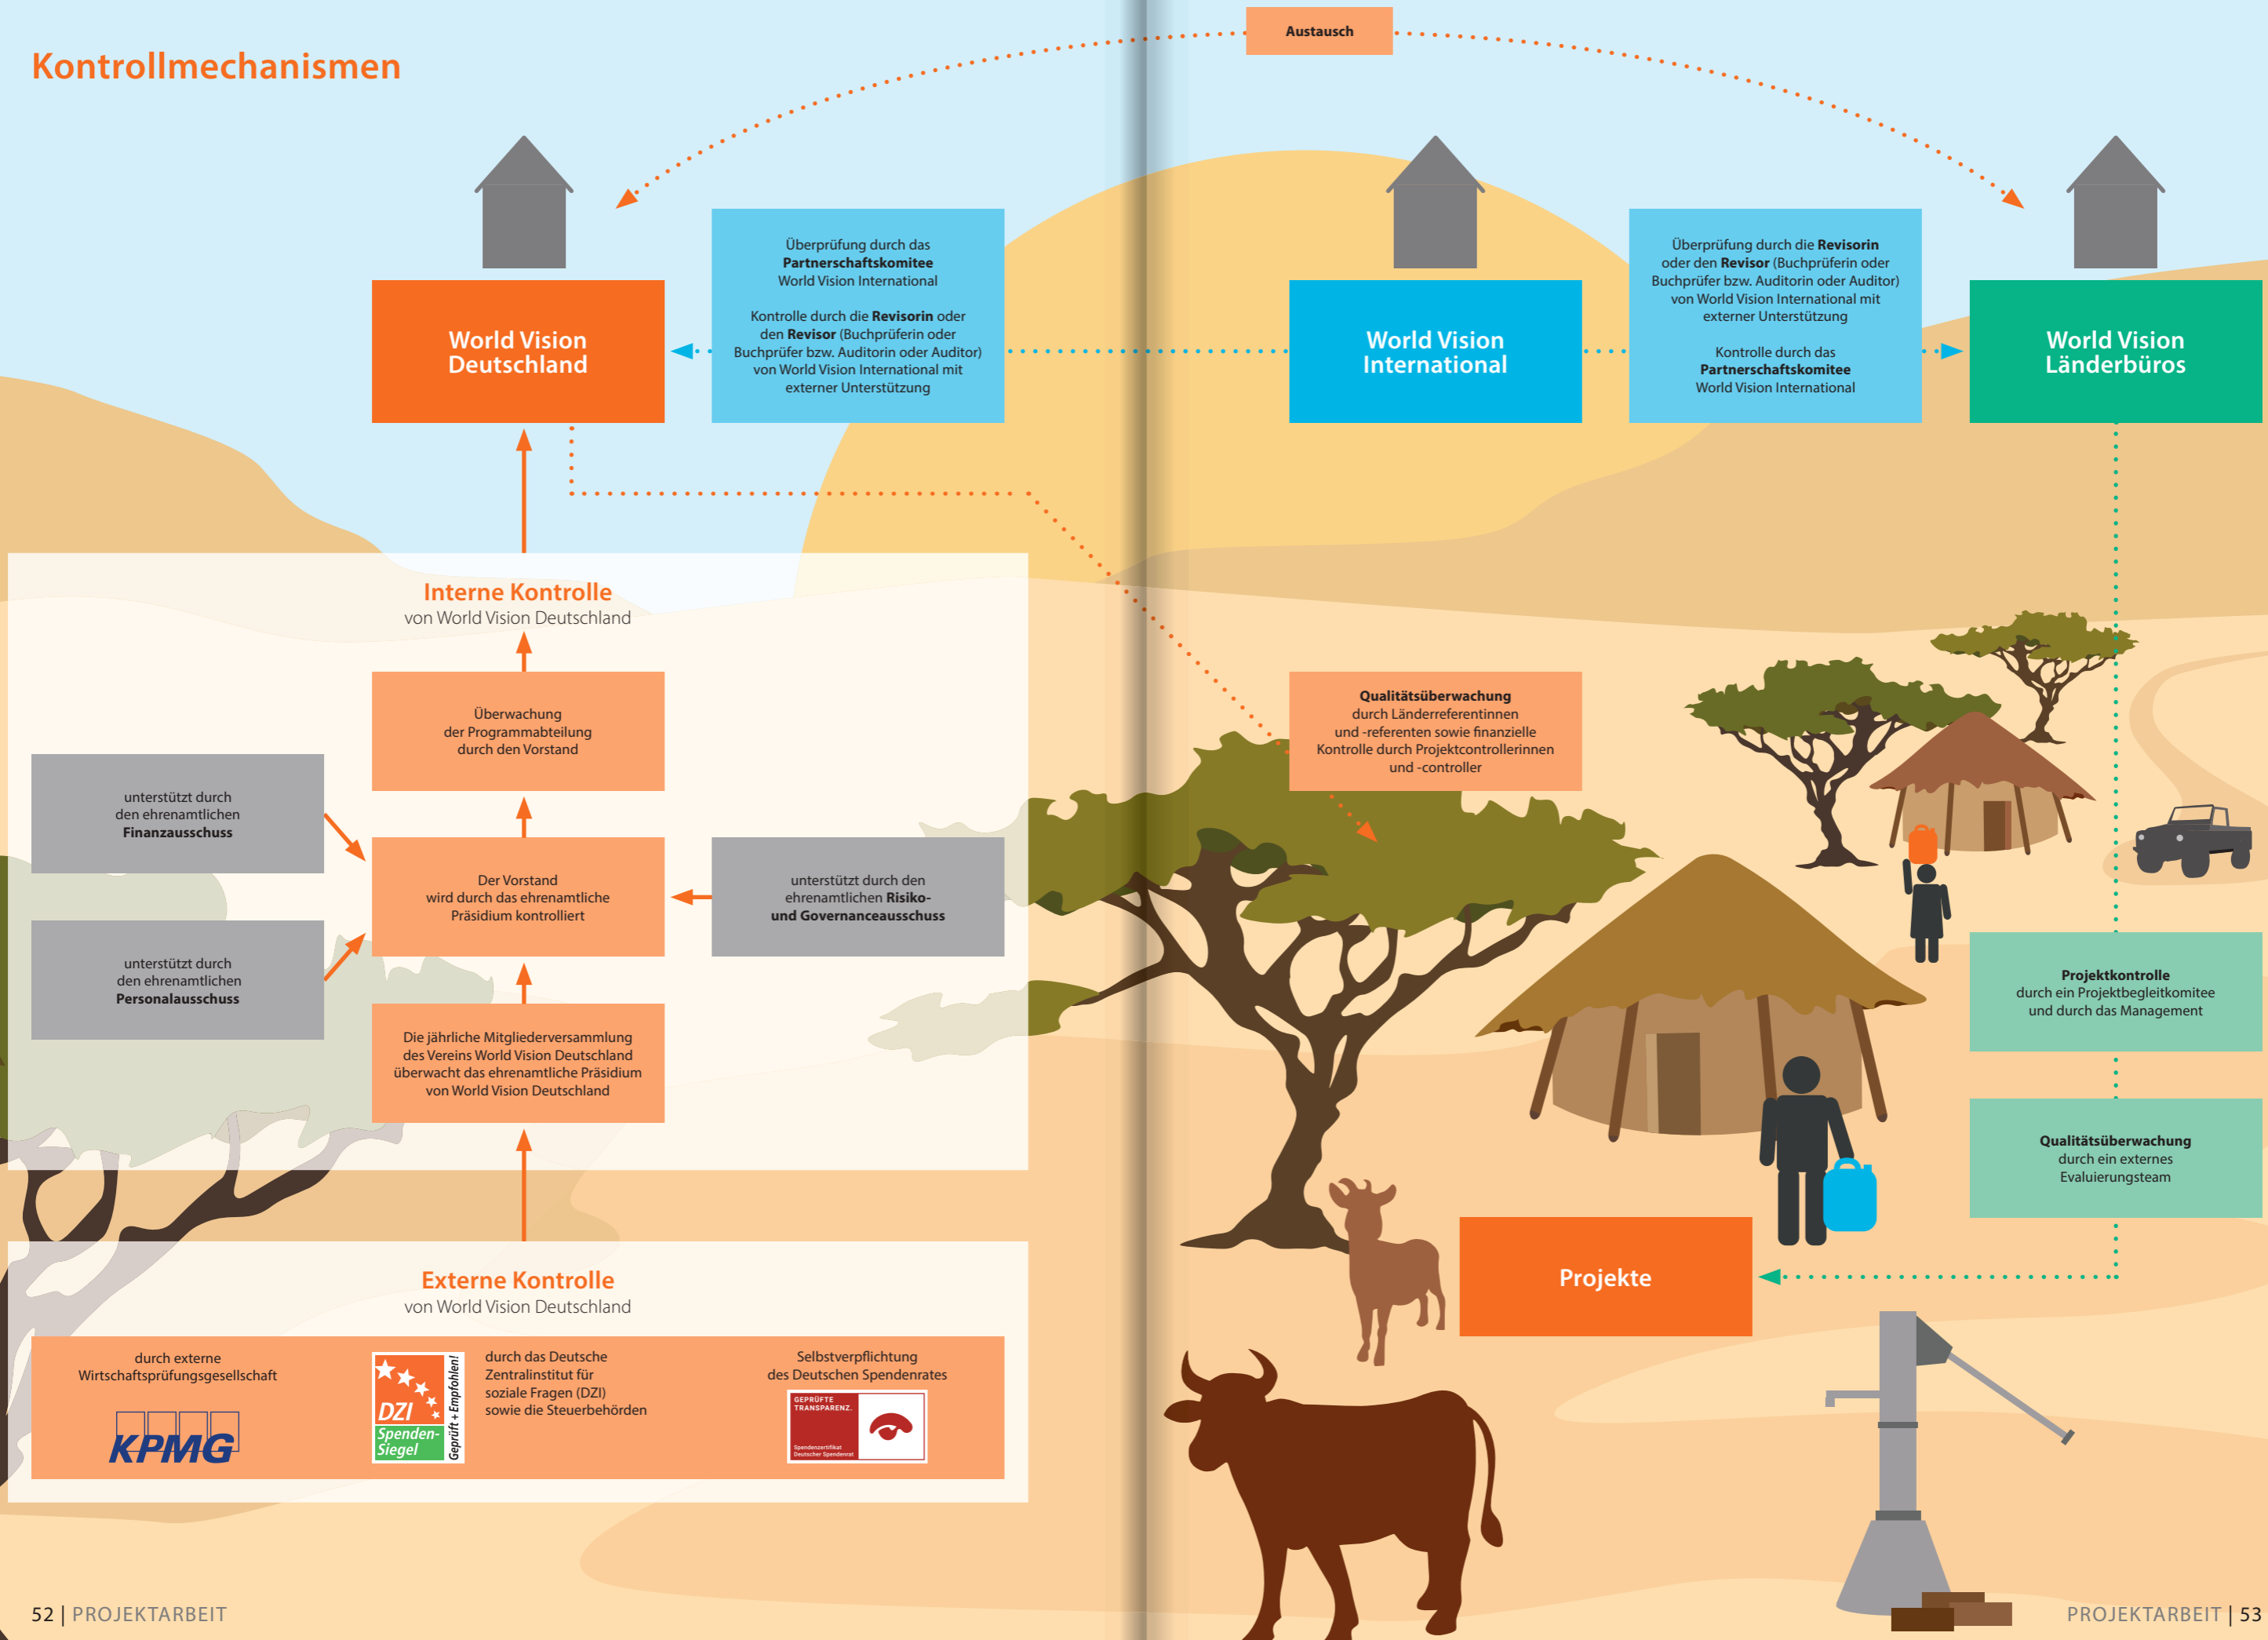 Kontrollmechanismen
Austausch
World Vision
Deutschland
Überprüfung durch das
Partnerschaftskomitee
World Vision International
Kontrolle durch die Revisorin oder
den Revisor (Buchprüferin oder
Buchprüfer bzw. Auditorin oder Auditor)
von World Vision International mit
externer Unterstützung
World Vision
International
Überprüfung durch die Revisorin
oder den Revisor (Buchprüferin oder
Buchprüfer bzw. Auditorin oder Auditor)
von World Vision International mit
externer Unterstützung
Kontrolle durch das
Partnerschaftskomitee
World Vision International
World Vision
Länderbüros
Interne Kontrolle
von World Vision Deutschland
Überwachung
der Programmabteilung
durch den Vorstand
unterstützt durch
den ehrenamtlichen
Finanzausschuss
Der Vorstand
wird durch das ehrenamtliche
Präsidium kontrolliert
unterstützt durch den
ehrenamtlichen Risiko-
und Governanceausschuss
unterstützt durch
den ehrenamtlichen
Personalausschuss
Die jährliche Mitgliederversammlung
des Vereins World Vision Deutschland
überwacht das ehrenamtliche Präsidium
von World Vision Deutschland
Externe Kontrolle
von World Vision Deutschland
durch externe
Wirtschaftsprüfungsgesellschaft
KPMG
DZI
Spenden-
Siegel
Geprüft + Empfohlen!
durch das Deutsche
Zentralinstitut für
soziale Fragen (DZI)
sowie die Steuerbehörden
Selbstverpflichtung
des Deutschen Spendenrates
GEPRÜFTE
TRANSPARENZ.
Spendenzertifikat
Deutscher Spendenrat
Qualitätsüberwachung
durch Länderreferentinnen
und -referenten sowie finanzielle
Kontrolle durch Projektcontrollerinnen
und -controller
Projektkontrolle
durch ein Projektbegleitkomitee
und durch das Management
Qualitätsüberwachung
durch ein externes
Evaluierungsteam
Projekte
52 | PROJEKTARBEIT
PROJEKTARBEIT | 53